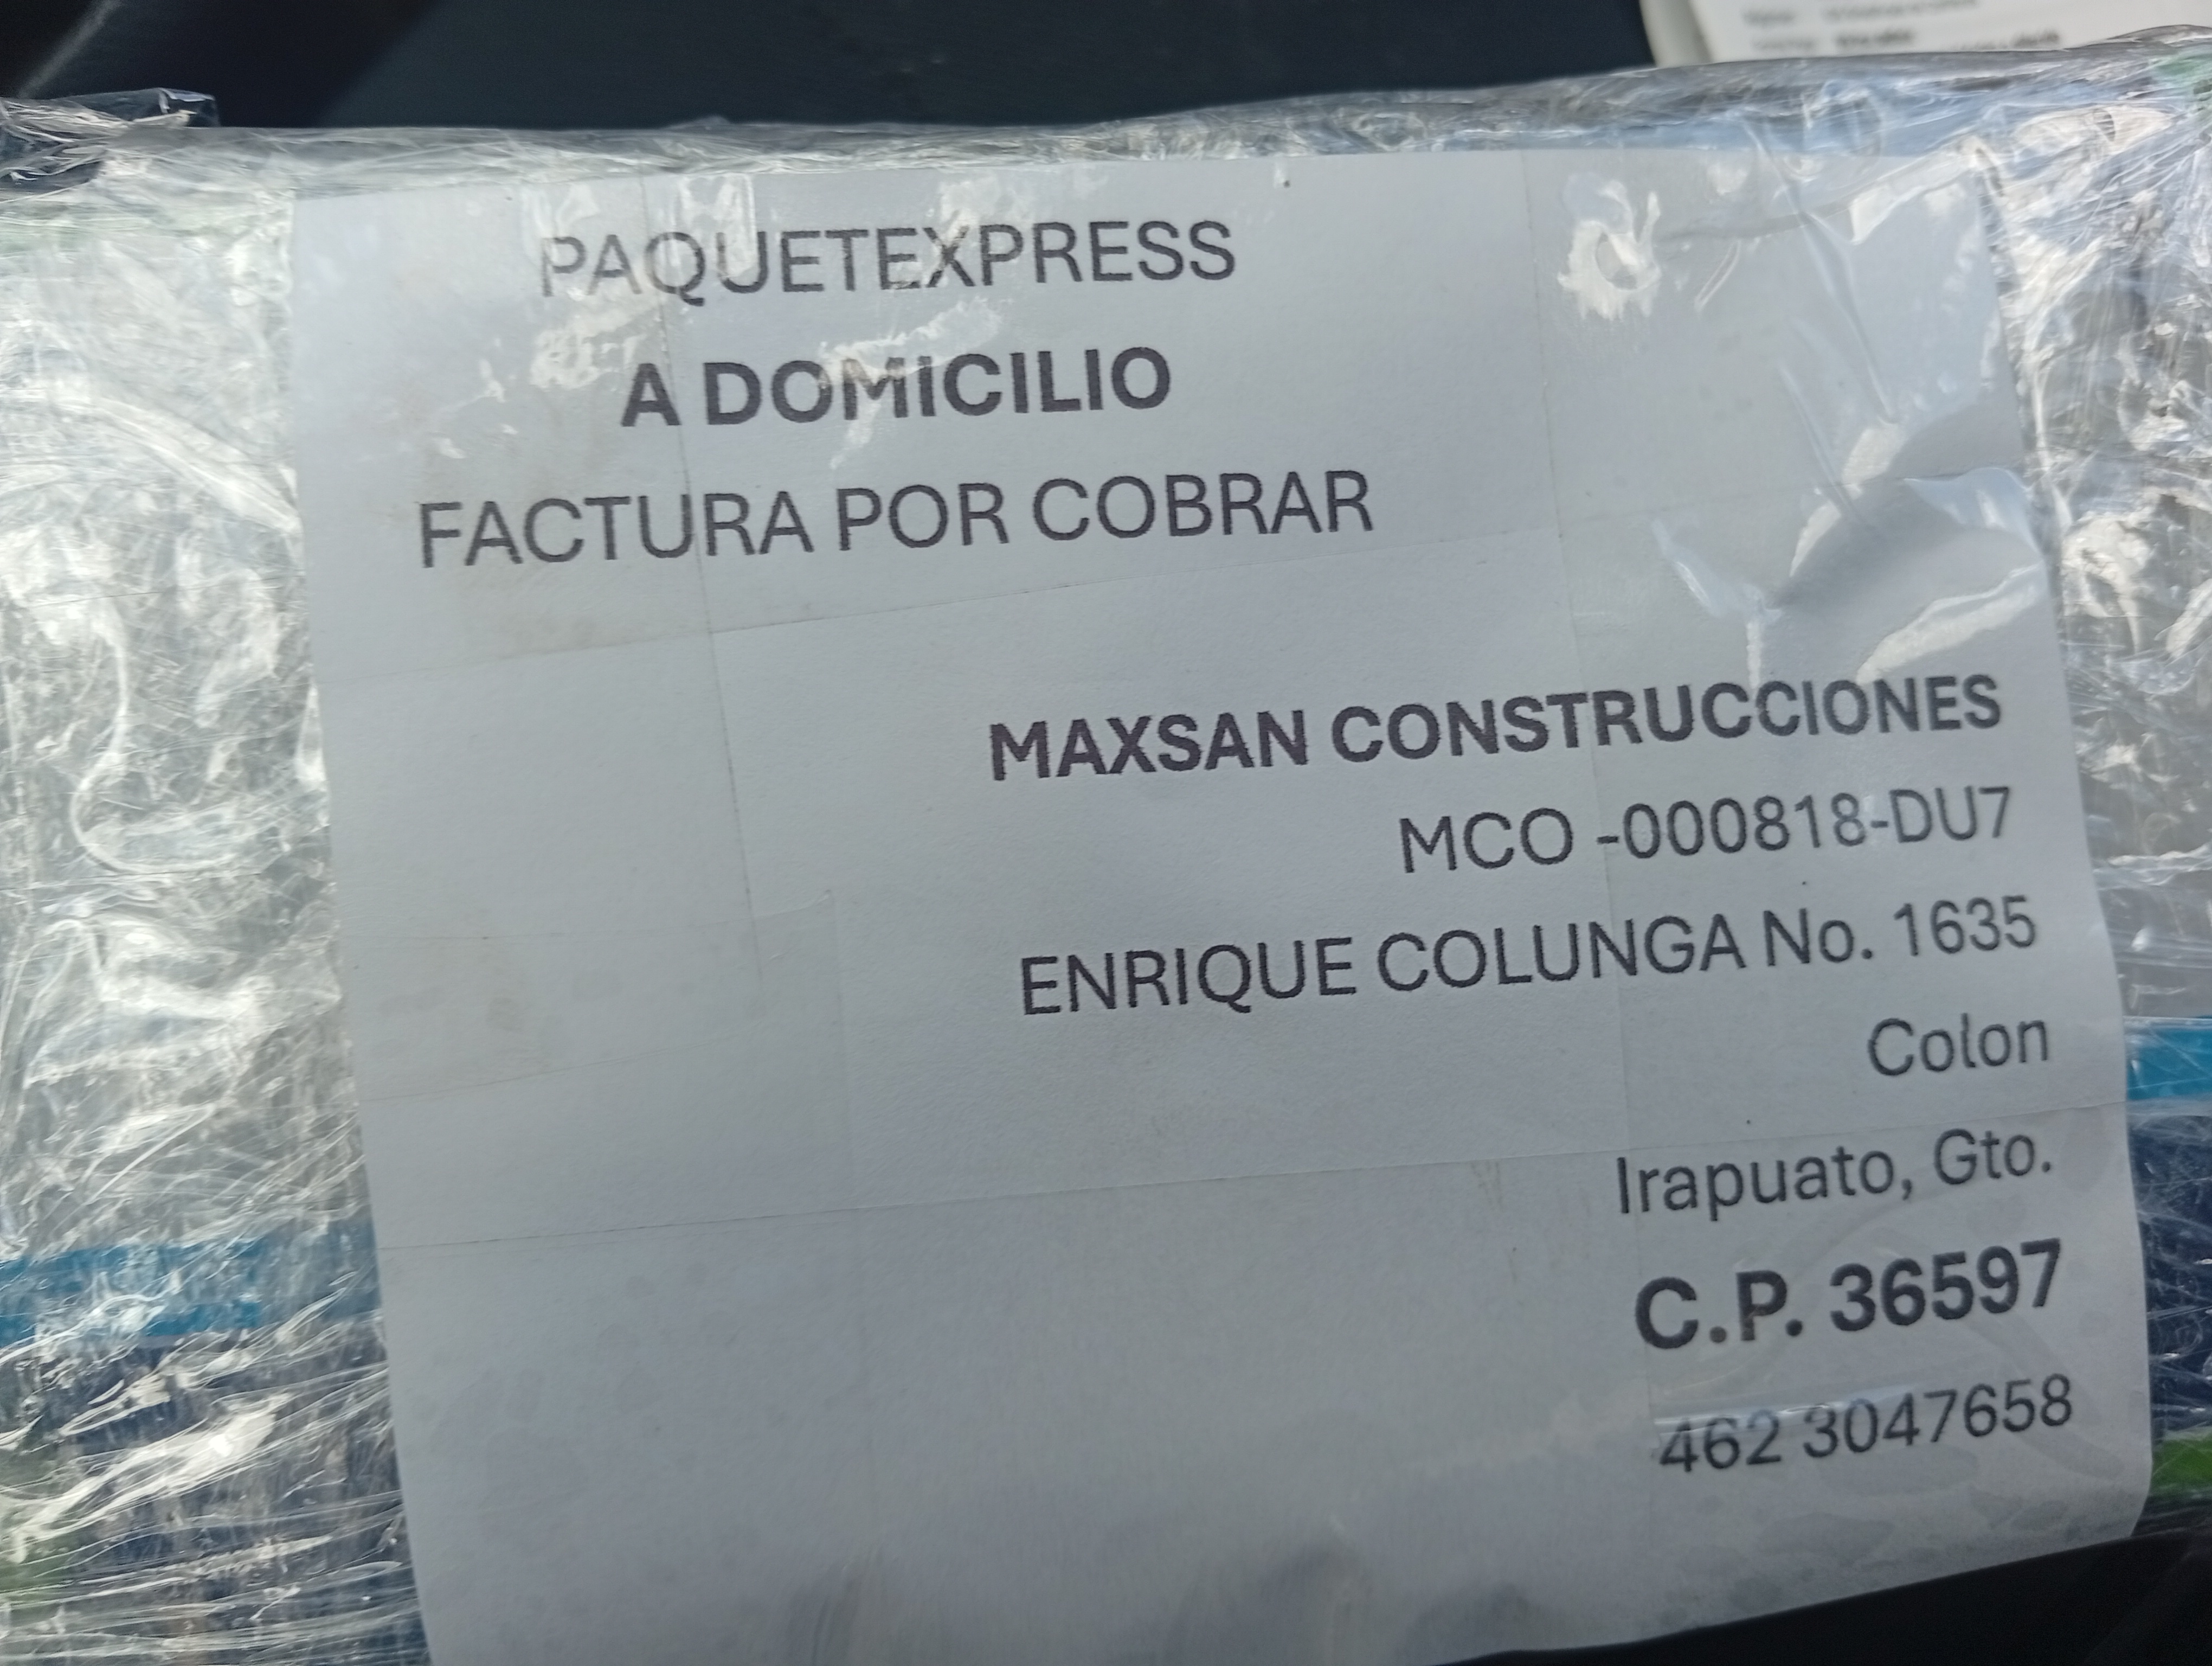 PAQUETEXPRESS
A DOMICILIO
FACTURA POR COBRAR
MAXSAN CONSTRUCCIONES
MCO -000818-DU7
ENRIQUE COLUNGA No. 1635
Colon
Irapuato, Gto.
C.P. 36597
462 3047658